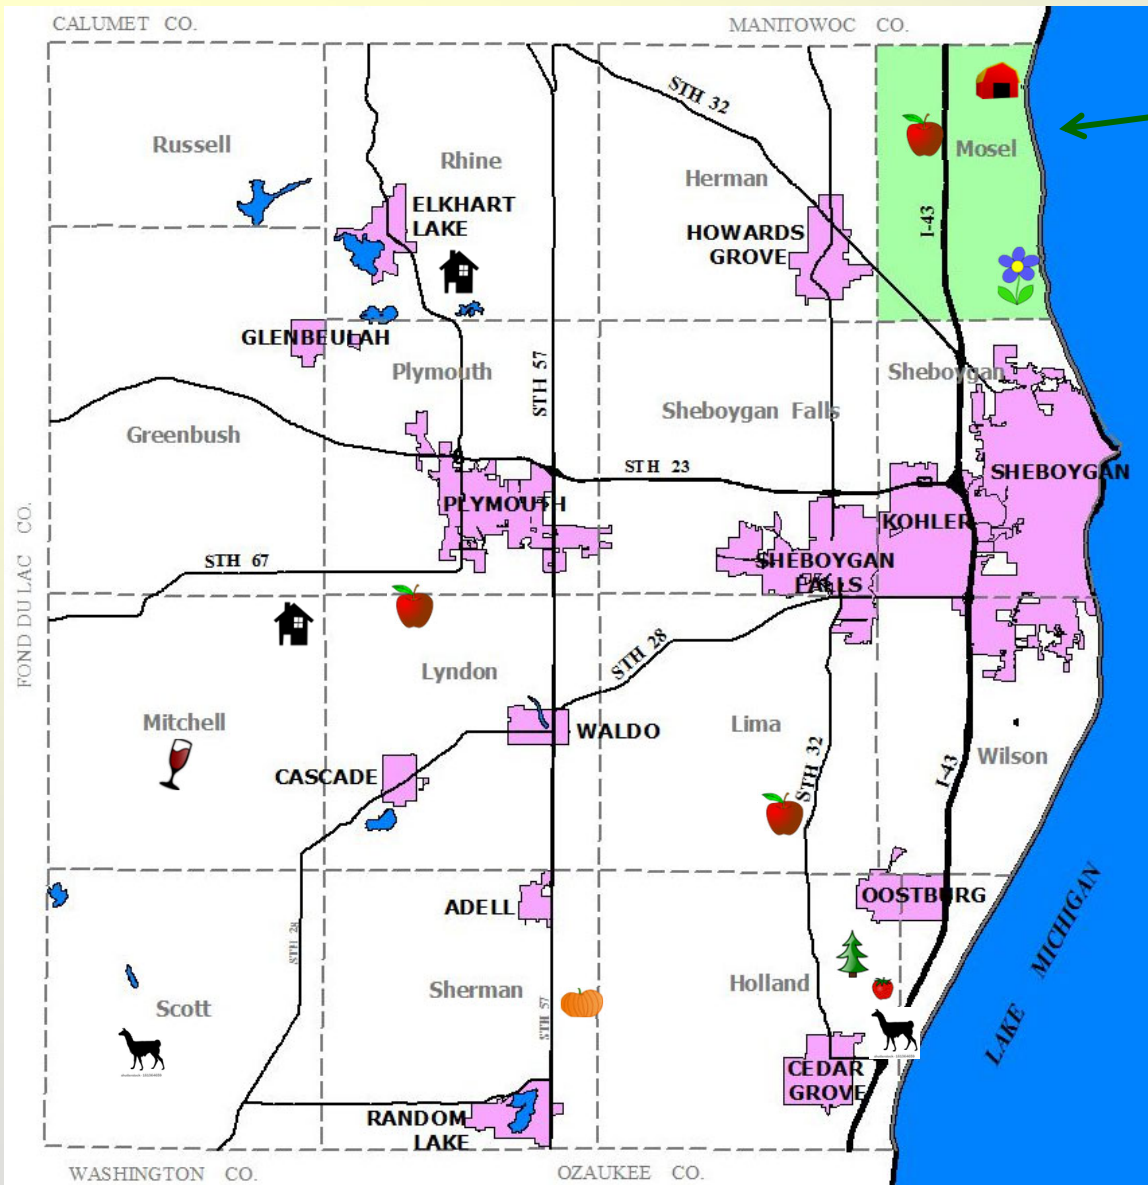 CALUMET CO.
MANITOWOC CO.
STH 32
Russell
Rhine
Mosel
Herman
ELKHART
LAKE
HOWARDS
GROVE
I-43
GLENBEULAH
STH 57
Plymouth
Sheboygan
Sheboygan Falls
Greenbush
STH 23
SHEBOYGAN
PLYMOUTH
KOHLER
FOND DU LAC CO.
STH 67
SHEBOYGAN
FALLS
STH 28
Lyndon
Mitchell
WALDO
Lima
Wilson
CASCADE
STH 32
I-43
ADELL
OOSTBURG
STH 28
LAKE MICHIGAN
Scott
Sherman
Holland
STH 57
CEDAR
GROVE
RANDOM
LAKE
WASHINGTON CO.
OZAUKEE CO.